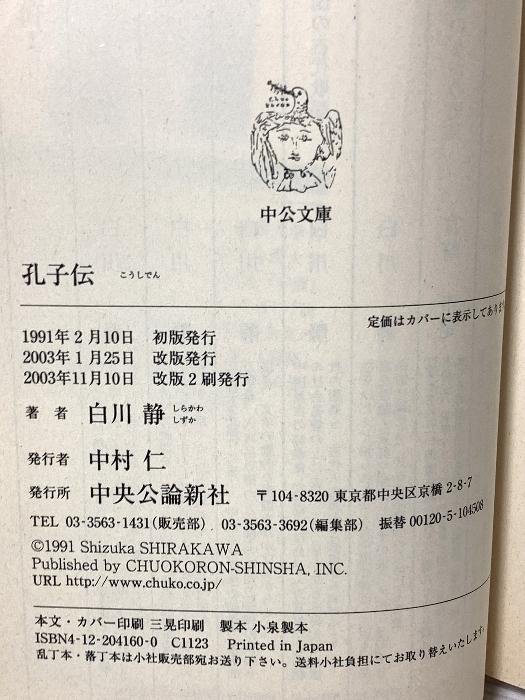 中公文庫
孔子伝 こうしでん
定価はカバーに表示してあります
1991年2月10日 初版発行
2003年1月25日 改版発行
2003年11月10日 改版2刷発行
著者 白川静 しらかわ しずか
発行者 中村仁
発行所 中央公論新社 〒104-8320 東京都中央区京橋2-8-7
TEL 03-3563-1431(販売部) 03-3563-3692(編集部) 振替00120-5-104508
©1991 Shizuka SHIRAKAWA
Published by CHUOKORON-SHINSHA, INC.
URL http://www.chuko.co.jp/
本文・カバー印刷 三晃印刷 製本 小泉製本
ISBN4-12-204160-0 C1123 Printed in Japan
乱丁本・落丁本は小社販売部宛お送り下さい。送料小社負担にてお取り替えいたします。